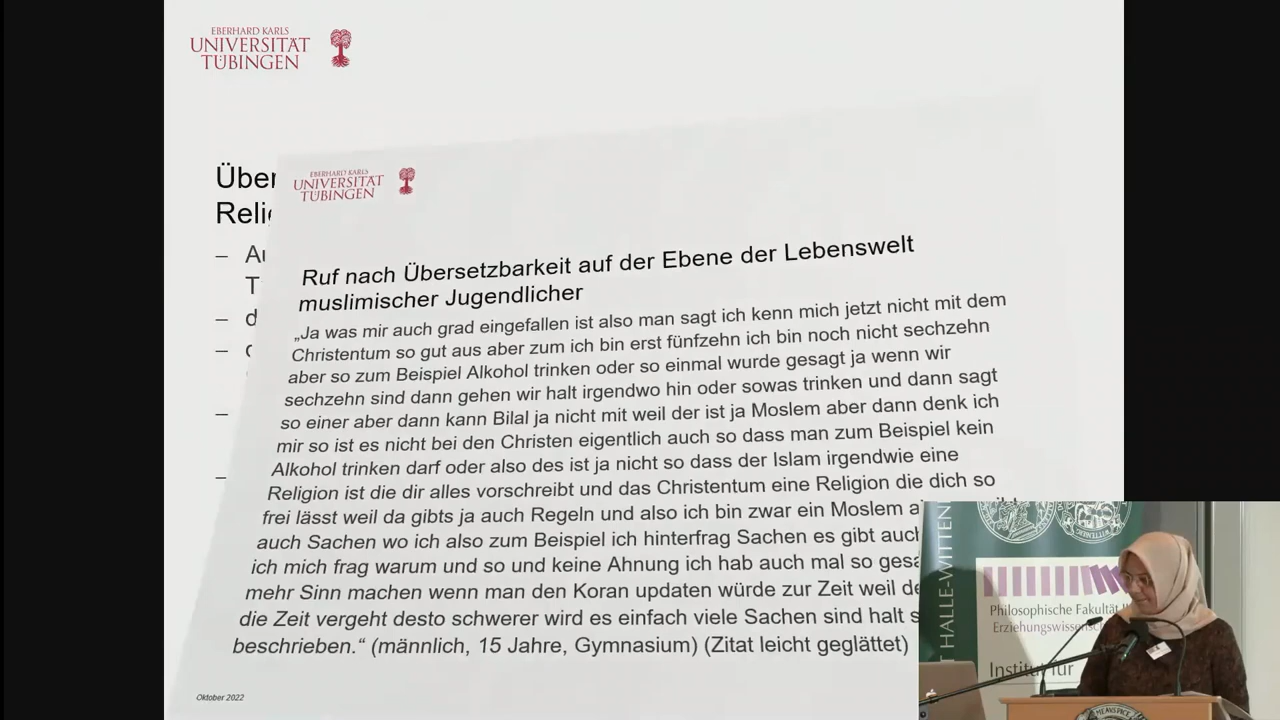 EBERHARD KARLS
UNIVERSITÄT
TÜBINGEN
EBERHARD KARLS
UNIVERSITÄT
TÜBINGEN
Ruf nach Übersetzbarkeit auf der Ebene der Lebenswelt
muslimischer Jugendlicher
„Ja was mir auch grad eingefallen ist also man sagt ich kenn mich jetzt nicht mit dem
Christentum so gut aus aber zum ich bin erst fünfzehn ich bin noch nicht sechzehn
aber so zum Beispiel Alkohol trinken oder so einmal wurde gesagt ja wenn wir
sechzehn sind dann gehen wir halt irgendwo hin oder sowas trinken und dann sagt
so einer aber dann kann Bilal ja nicht mit weil der ist ja Moslem aber dann denk ich
mir so ist es nicht bei den Christen eigentlich auch so dass man zum Beispiel kein
Alkohol trinken darf oder also des ist ja nicht so dass der Islam irgendwie eine
Religion ist die dir alles vorschreibt und das Christentum eine Religion die dich so
frei lässt weil da gibts ja auch Regeln und also ich bin zwar ein Moslem
auch Sachen wo ich also zum Beispiel ich hinterfrag Sachen es gibt auch
ich mich frag warum und so und keine Ahnung ich hab auch mal so
mehr Sinn machen wenn man den Koran updaten würde zur Zeit weil
die Zeit vergeht desto schwerer wird es einfach viele Sachen sind halt
beschrieben.“ (männlich, 15 Jahre, Gymnasium) (Zitat leicht geglättet)
Oktober 2022
HALLE-WITTEN
Philosophische Fakultät
Erziehungswissensc
Institut für